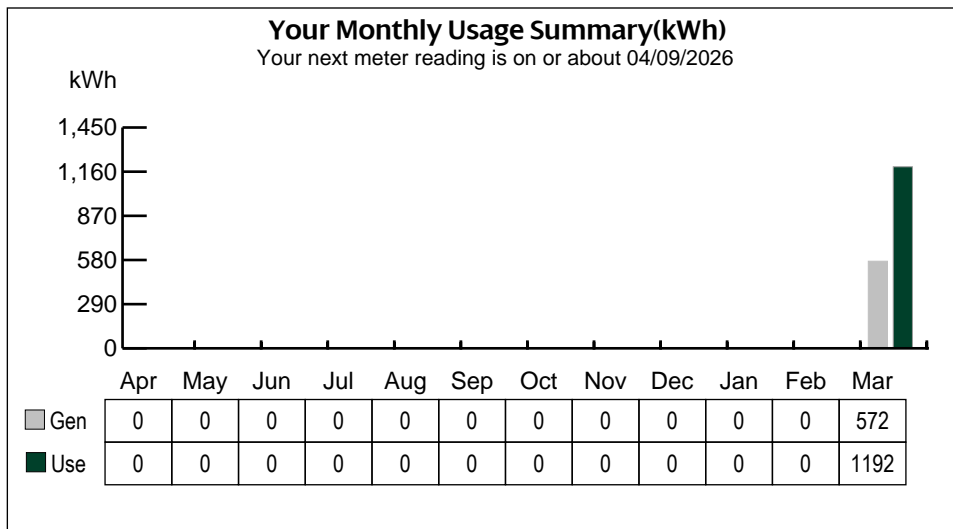 Your Monthly Usage Summary(kWh)
Your next meter reading is on or about 04/09/2026
kWh
1,450
1,160
870
580
290
0
Apr May Jun Jul Aug Sep Oct Nov Dec Jan Feb Mar
Gen 0 0 0 0 0 0 0 0 0 0 0 572
Use 0 0 0 0 0 0 0 0 0 0 0 1192